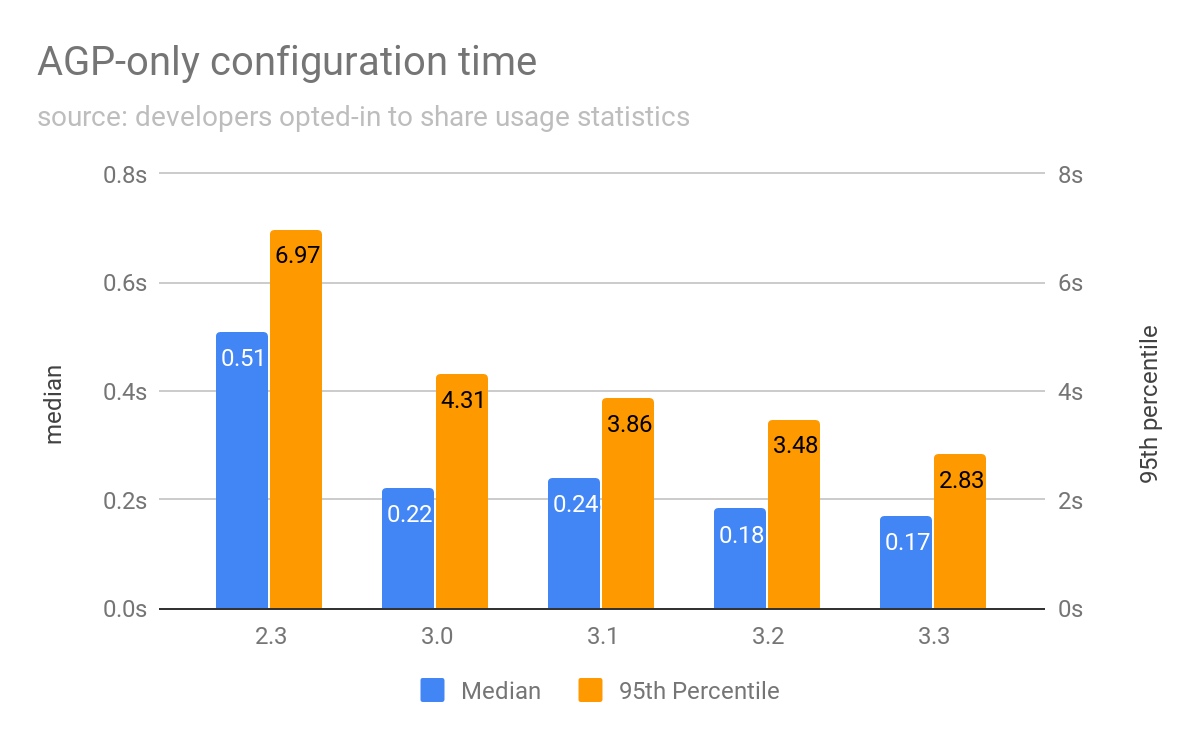 AGP-only configuration time
source: developers opted-in to share usage statistics
0.8s
8s
6.97
0.6s
6s
0.51
0.4s
4s
4.31
3.86
3.48
2.83
median
95th percentile
0.2s
2s
0.22
0.24
0.18
0.17
0.0s
0s
2.3
3.0
3.1
3.2
3.3
Median
95th Percentile